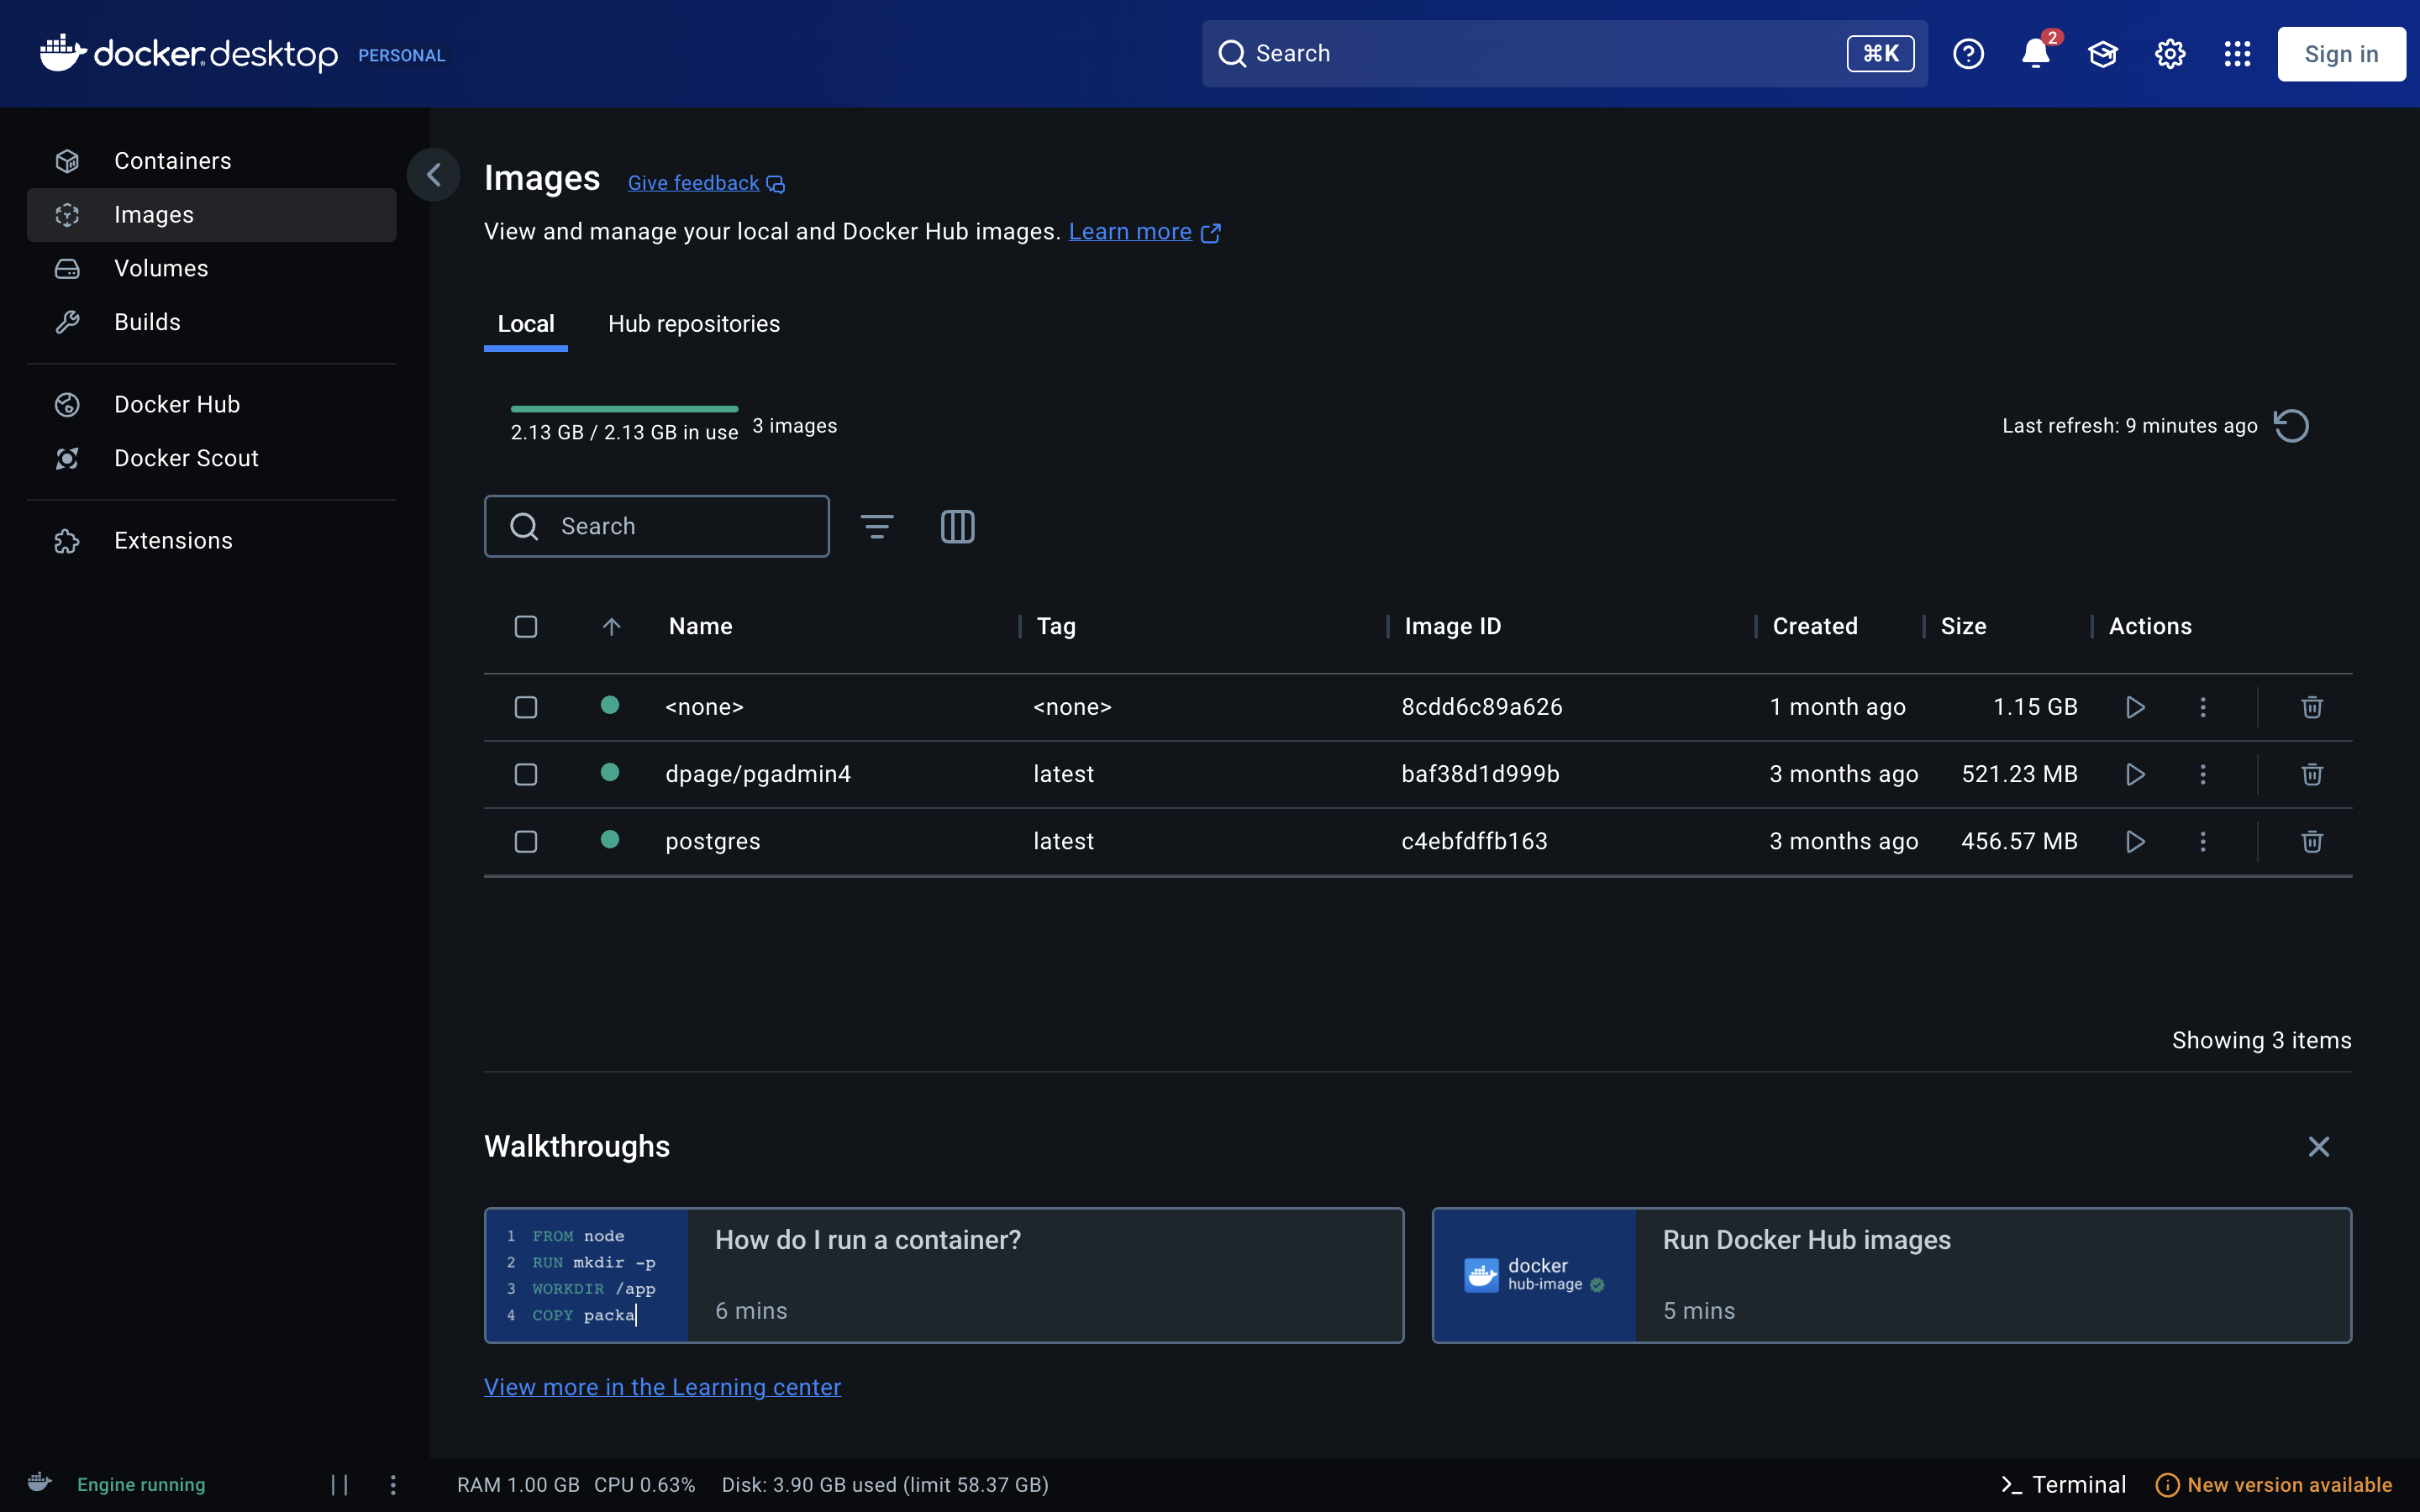 docker desktop PERSONAL
Search ⌘K
2
Sign in
Containers
Images
Volumes
Builds
Docker Hub
Docker Scout
Extensions
Images Give feedback
View and manage your local and Docker Hub images. Learn more
Local Hub repositories
2.13 GB / 2.13 GB in use 3 images
Last refresh: 9 minutes ago
Search
Name Tag Image ID Created Size Actions
<none> <none> 8cdd6c89a626 1 month ago 1.15 GB
dpage/pgadmin4 latest baf38d1d999b 3 months ago 521.23 MB
postgres latest c4ebfdffb163 3 months ago 456.57 MB
Showing 3 items
Walkthroughs
1 FROM node
2 RUN mkdir -p
3 WORKDIR /app
4 COPY packa
How do I run a container?
6 mins
docker
hub-image
Run Docker Hub images
5 mins
View more in the Learning center
Engine running
RAM 1.00 GB CPU 0.63% Disk: 3.90 GB used (limit 58.37 GB)
>_ Terminal
New version available